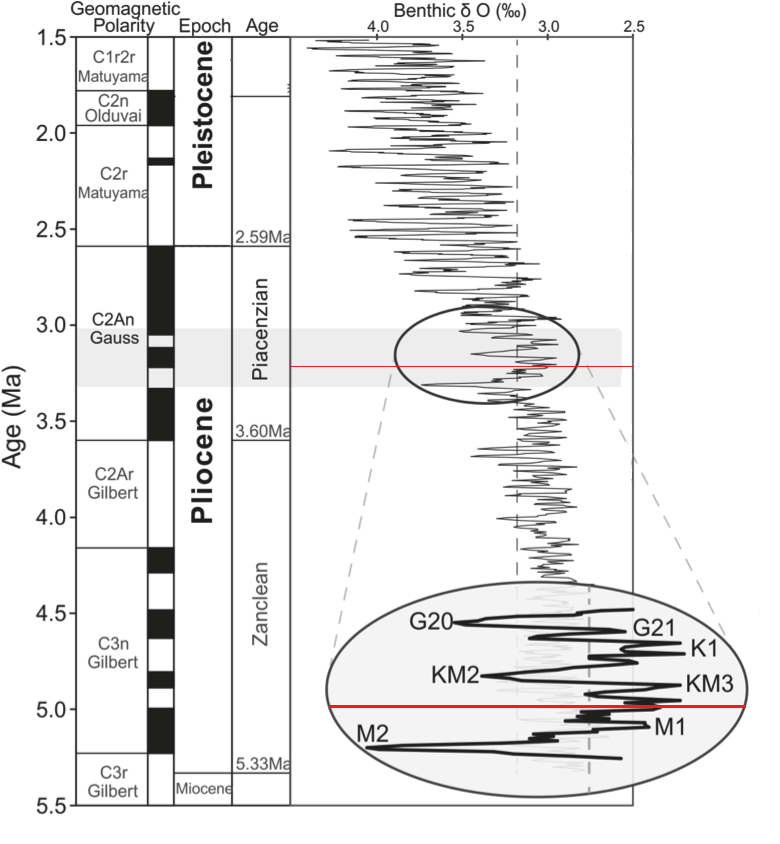 Geomagnetic
Polarity
Epoch
Age
Benthic δ O (‰)
4.0
3.5
3.0
2.5
1.5
2.0
2.5
3.0
3.5
4.0
4.5
5.0
5.5
Age (Ma)
C1r2r
Matuyama
C2n
Olduvai
C2r
Matuyama
C2An
Gauss
C2Ar
Gilbert
C3n
Gilbert
C3r
Gilbert
Pleistocene
Pliocene
Miocene
2.59Ma
Piacenzian
3.60Ma
Zanclean
5.33Ma
G20
G21
K1
KM2
KM3
M1
M2